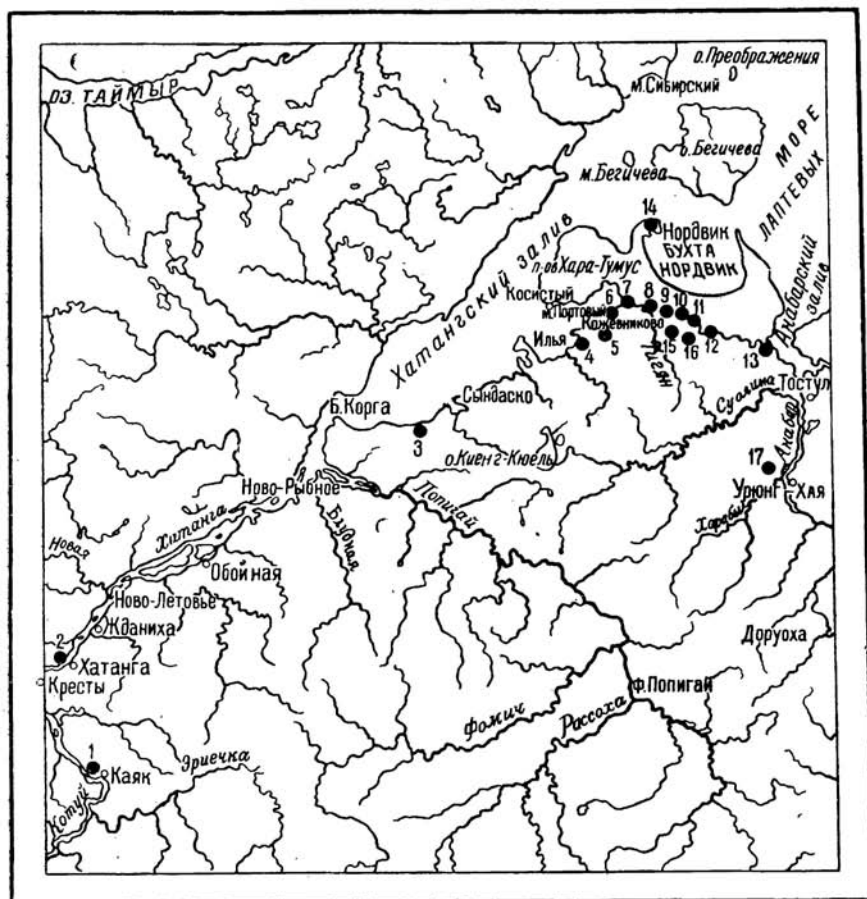 о. Преображения
ОЗ. ТАЙМЫР
м. Сибирский
о. Бегичева
м. Бегичева
МОРЕ
ЛАПТЕВЫХ
14
Нордвик
БУХТА
НОРДВИК
Хатангский залив
п-ов Хара-Тумус
Анабарский
залив
Косистый
м. Портовый
6
7
8
9
10
11
Кожевниково
Илья
4
5
Тигян
15
16
12
13
Суолима
Тостул
Сындаско
Б. Корга
3
о. Киенг-Кюель
Анабар
17
Урюнг-Хая
Ново-Рыбное
Попигай
Харабыл
Хатанга
Блудная
Новая
Обойная
Ново-Летовье
Жданиха
2
Хатанга
Кресты
Доруоха
ф. Попигай
Фомич
Рассоха
1
Каяк
Эриечка
Котуй